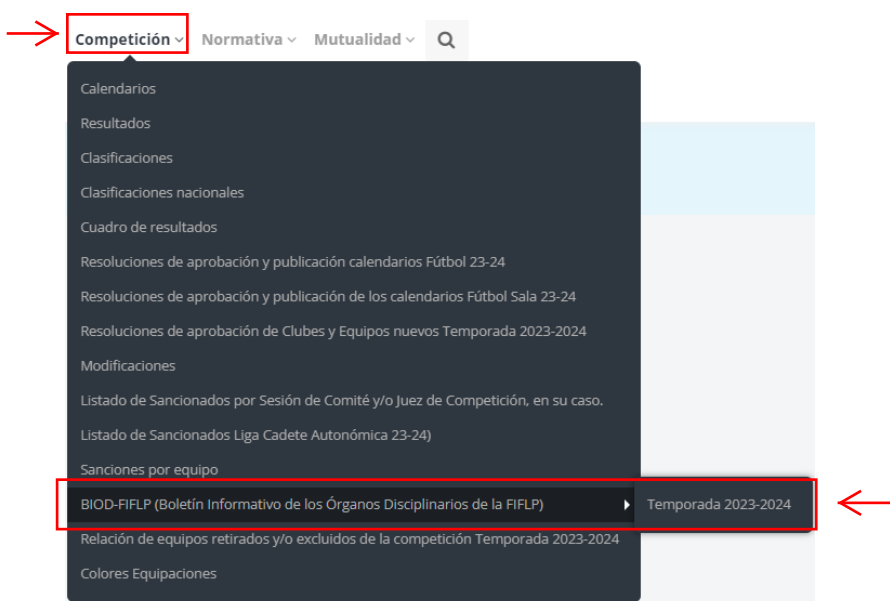 Competición Normativa Mutualidad
Calendarios
Resultados
Clasificaciones
Clasificaciones nacionales
Cuadro de resultados
Resoluciones de aprobación y publicación calendarios Fútbol 23-24
Resoluciones de aprobación y publicación de los calendarios Fútbol Sala 23-24
Resoluciones de aprobación de Clubes y Equipos nuevos Temporada 2023-2024
Modificaciones
Listado de Sancionados por Sesión de Comité y/o Juez de Competición, en su caso.
Listado de Sancionados Liga Cadete Autonómica 23-24)
Sanciones por equipo
BIOD-FIFLP (Boletín Informativo de los Órganos Disciplinarios de la FIFLP) Temporada 2023-2024
Relación de equipos retirados y/o excluidos de la competición Temporada 2023-2024
Colores Equipaciones